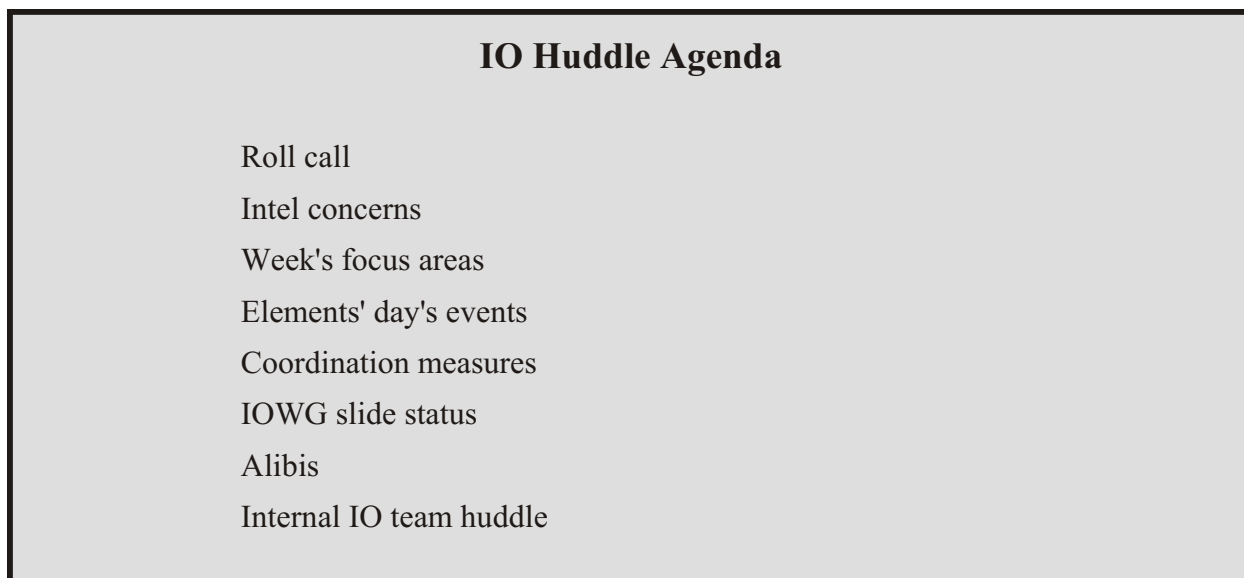 IO Huddle Agenda
Roll call
Intel concerns
Week's focus areas
Elements' day's events
Coordination measures
IOWG slide status
Alibis
Internal IO team huddle